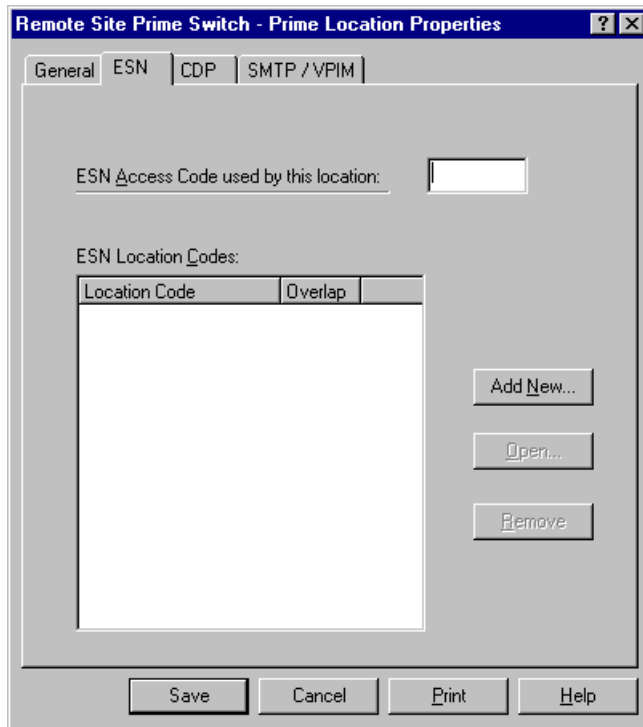 Remote Site Prime Switch - Prime Location Properties
General ESN CDP SMTP / VPIM
ESN Access Code used by this location:
ESN Location Codes:
Location Code Overlap
Add New...
Open...
Remove
Save Cancel Print Help